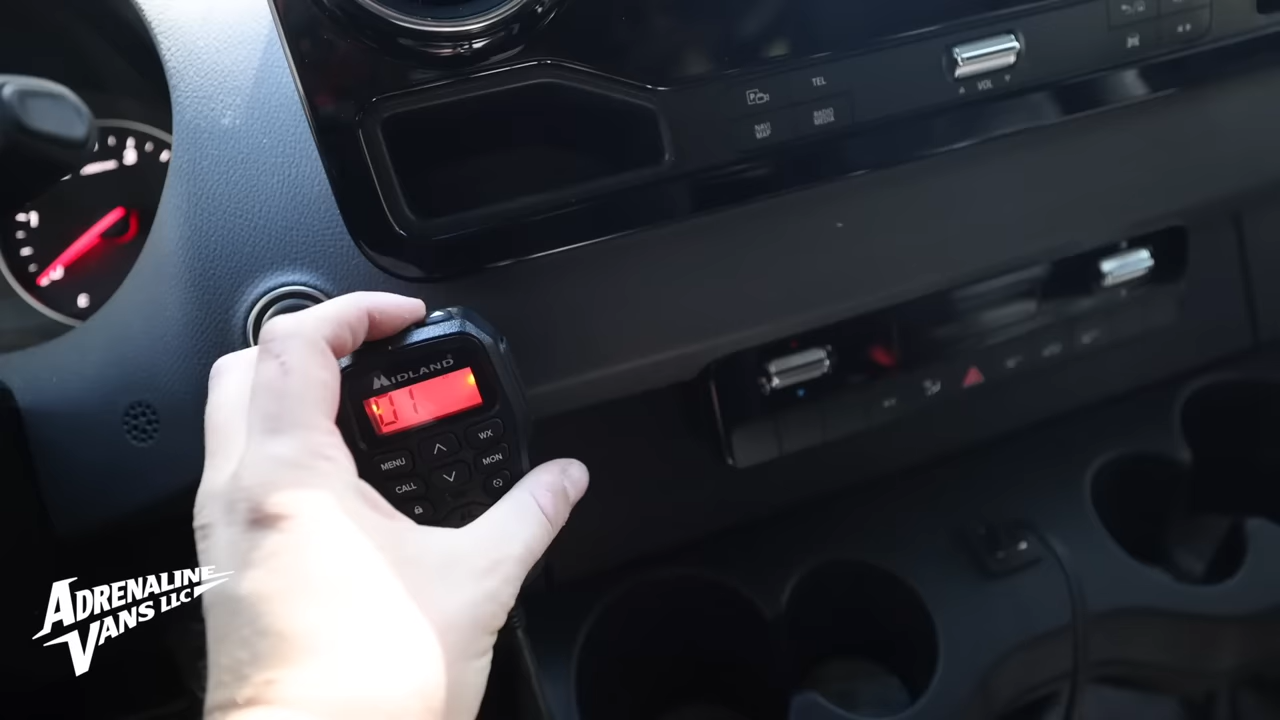 TEL
VOL
NAVI
MAP
RADIO
MEDIA
MIDLAND
01
WX
MENU
MON
CALL
ADRENALINE
VANS LLC